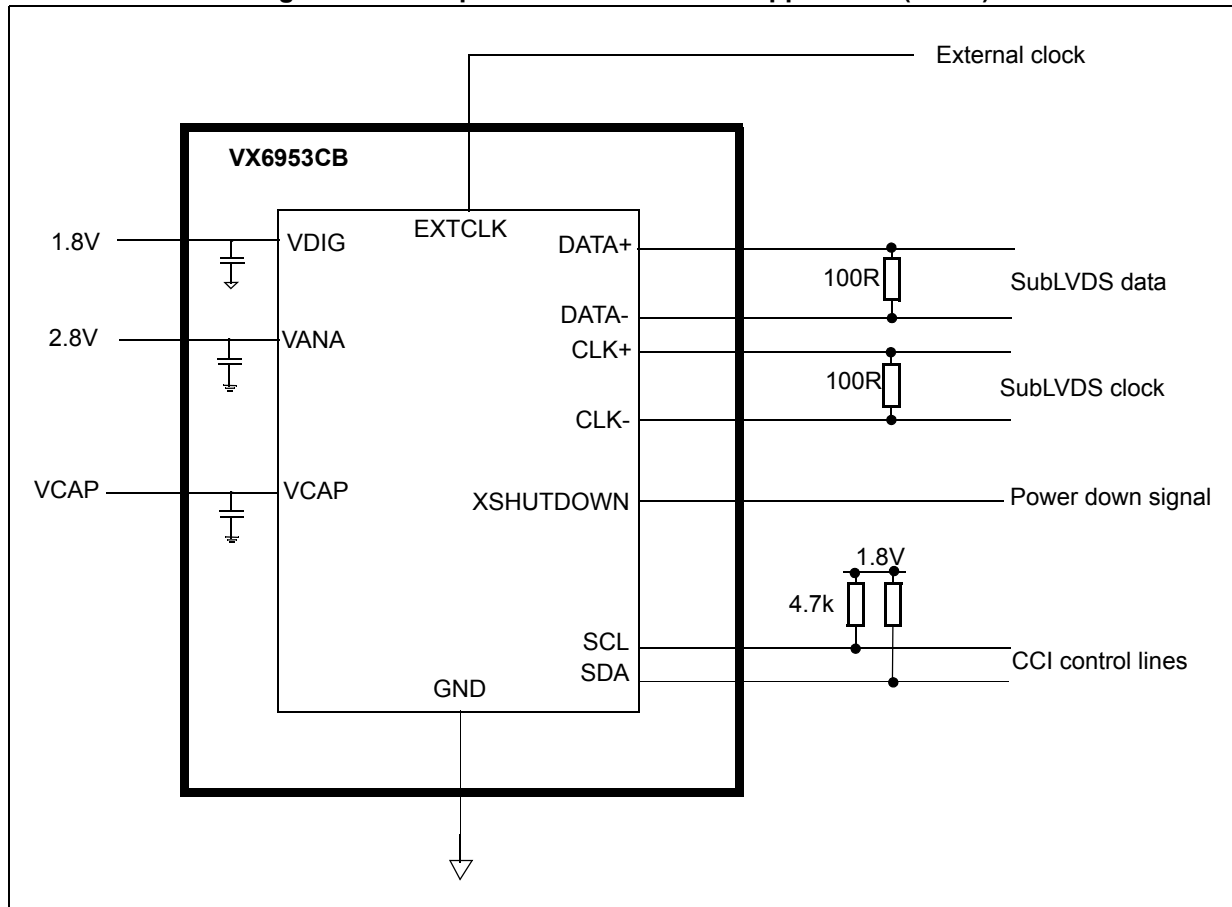 External clock
VX6953CB
EXTCLK
1.8V
VDIG
DATA+
100R
SubLVDS data
DATA-
2.8V
VANA
CLK+
100R
SubLVDS clock
CLK-
VCAP
VCAP
XSHUTDOWN
Power down signal
1.8V
4.7k
SCL
CCI control lines
SDA
GND